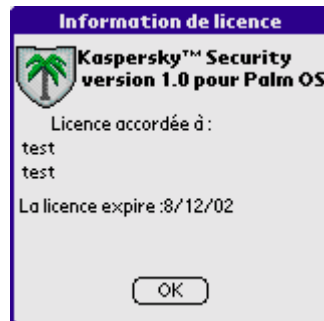 Information de licence
Kaspersky™ Security
version 1.0 pour Palm OS
Licence accordée à :
test
test
La licence expire :8/12/02
OK